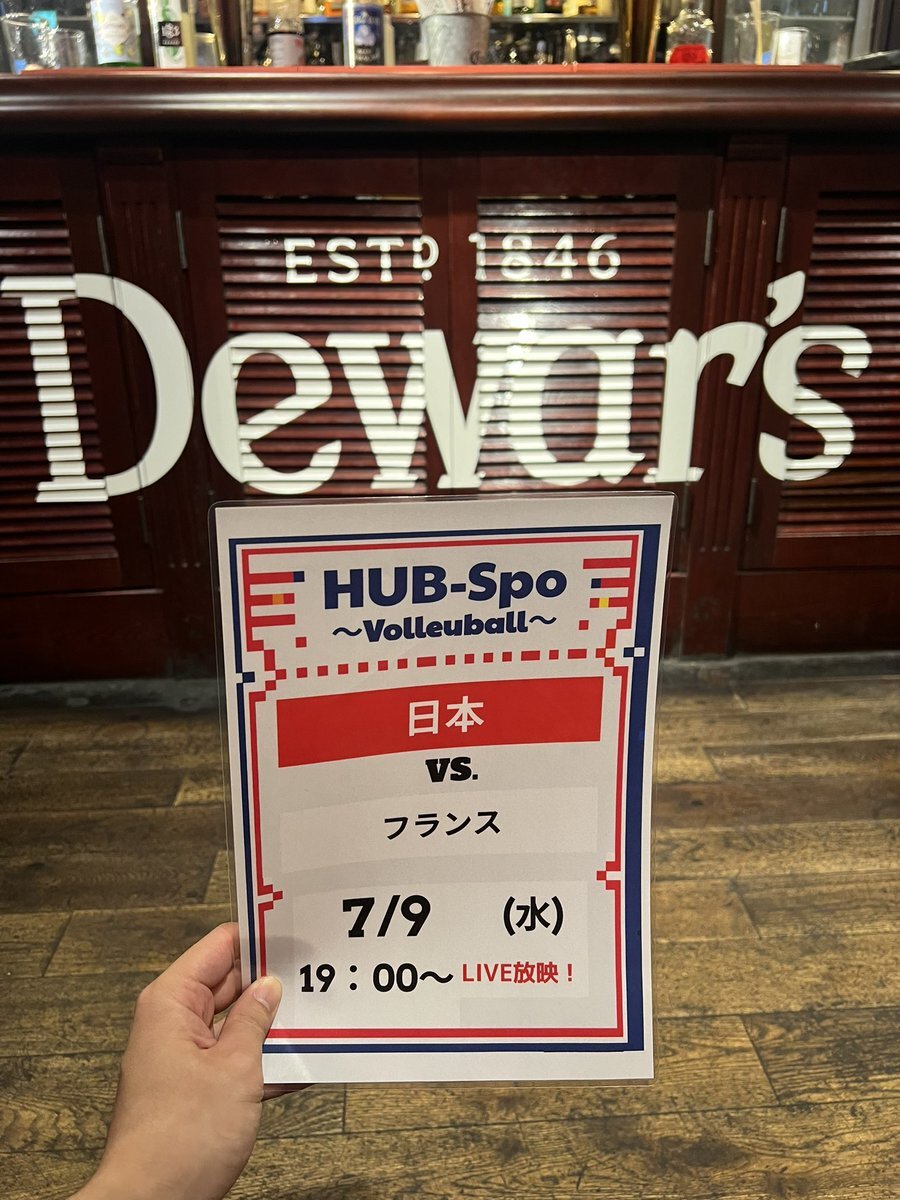 ESTD 1846
Dewar's
HUB-Spo
～Volleuball～
日本
vs.
フランス
7/9 (水)
19：00～ LIVE放映！